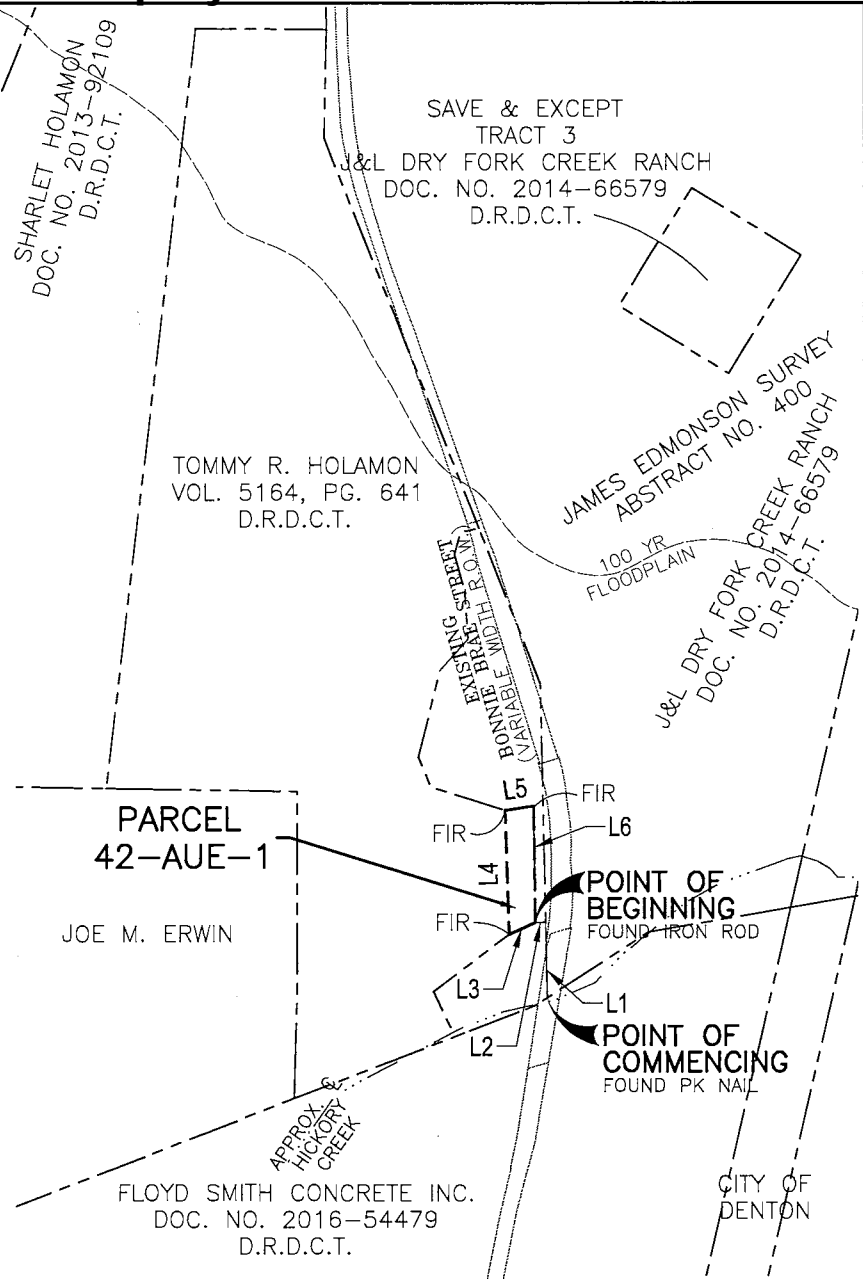 SHARLET HOLAMON
DOC. NO. 2013-92109
D.R.D.C.T.
SAVE & EXCEPT
TRACT 3
J&L DRY FORK CREEK RANCH
DOC. NO. 2014-66579
D.R.D.C.T.
JAMES EDMONSON SURVEY
ABSTRACT NO. 400
TOMMY R. HOLAMON
VOL. 5164, PG. 641
D.R.D.C.T.
100 YR
FLOODPLAIN
J&L DRY FORK CREEK RANCH
DOC. NO. 2014-66579
D.R.D.C.T.
EXISTING
BONNIE BRAE STREET
(VARIABLE WIDTH R.O.W.)
L5
FIR
FIR
L6
PARCEL
42-AUE-1
L4
POINT OF
BEGINNING
FOUND IRON ROD
FIR
JOE M. ERWIN
L3
L1
L2
POINT OF
COMMENCING
FOUND PK NAIL
APPROX. ℄
HICKORY
CREEK
FLOYD SMITH CONCRETE INC.
DOC. NO. 2016-54479
D.R.D.C.T.
CITY OF
DENTON